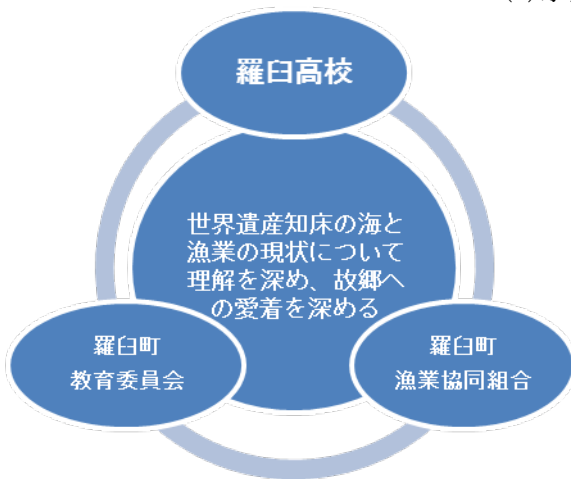 羅臼高校
世界遺産知床の海と
漁業の現状について
理解を深め、故郷へ
の愛着を深める
羅臼町
教育委員会
羅臼町
漁業協同組合